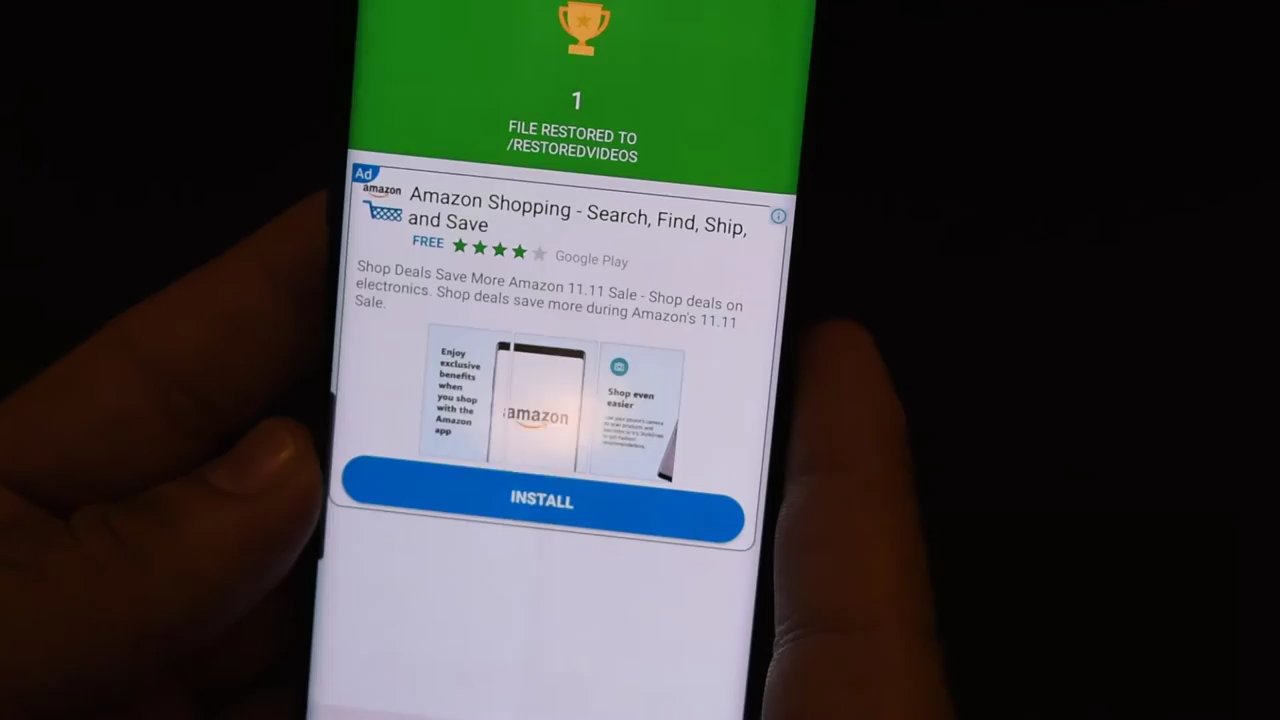 1
FILE RESTORED TO
/RESTOREDVIDEOS
Ad
amazon
Amazon Shopping - Search, Find, Ship,
and Save
FREE
Google Play
Shop Deals Save More Amazon 11.11 Sale - Shop deals on
electronics. Shop deals save more during Amazon's 11.11
Sale.
Enjoy
exclusive
benefits
when
you shop
with the
Amazon
app
amazon
Shop even
easier
INSTALL